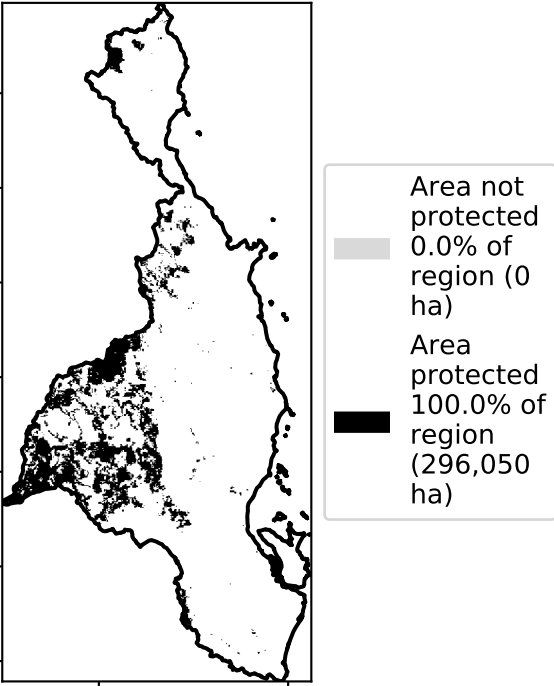 Area not
protected
0.0% of
region (0
ha)
Area
protected
100.0% of
region
(296,050
ha)